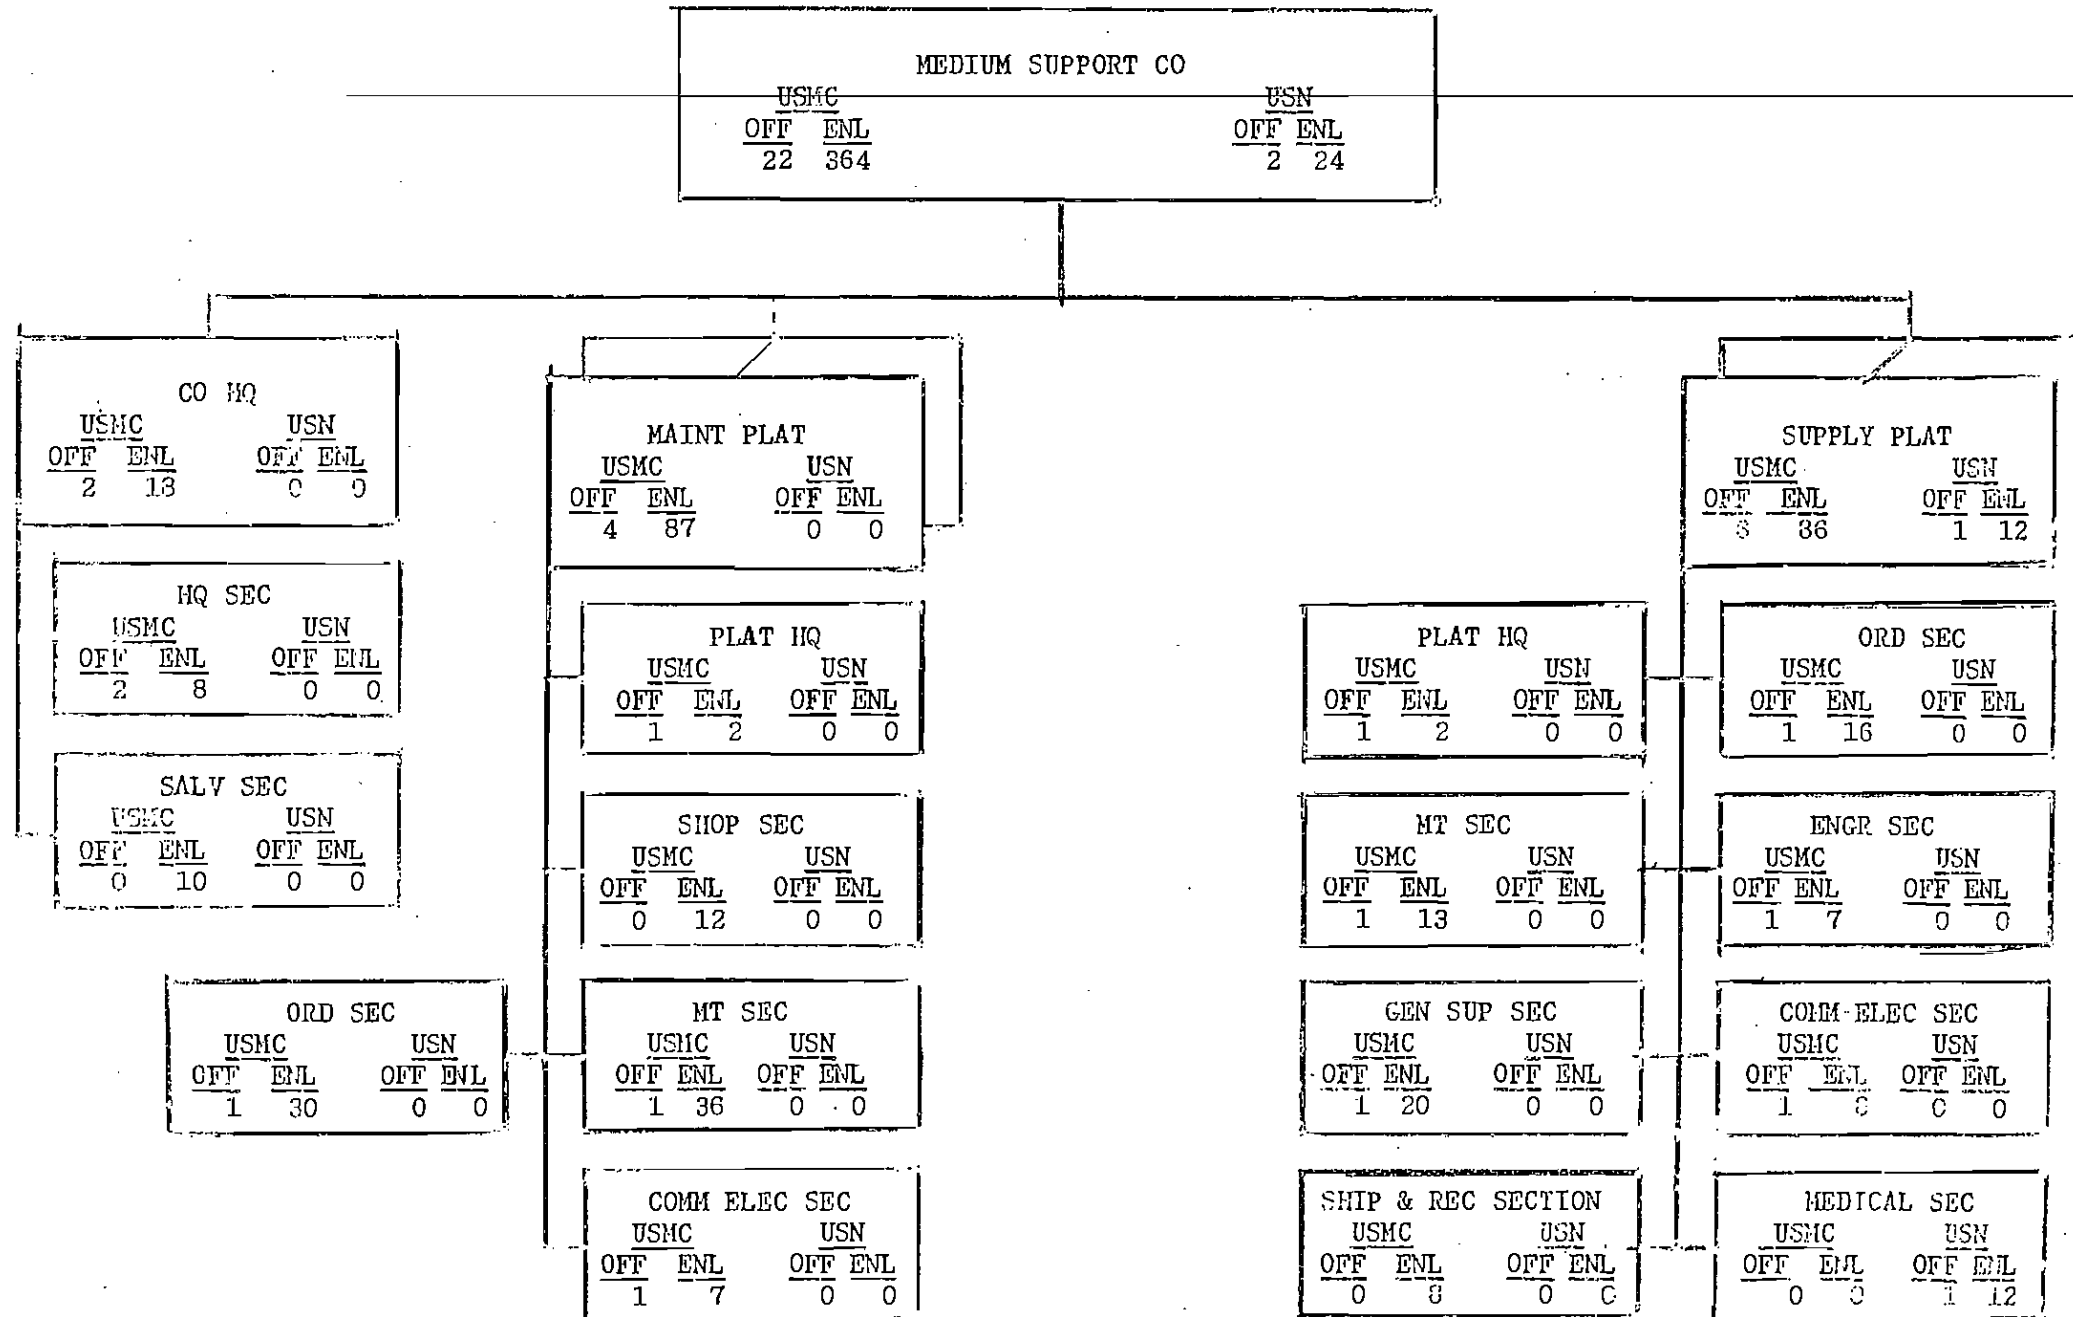 MEDIUM SUPPORT CO
USMC USN
OFF ENL OFF ENL
22 364 2 24
CO HQ
USMC USN
OFF ENL OFF ENL
2 18 0 0
HQ SEC
USMC USN
OFF ENL OFF ENL
2 8 0 0
SALV SEC
USMC USN
OFF ENL OFF ENL
0 10 0 0
MAINT PLAT
USMC USN
OFF ENL OFF ENL
4 87 0 0
PLAT HQ
USMC USN
OFF ENL OFF ENL
1 2 0 0
SHOP SEC
USMC USN
OFF ENL OFF ENL
0 12 0 0
ORD SEC
USMC USN
OFF ENL OFF ENL
1 30 0 0
MT SEC
USMC USN
OFF ENL OFF ENL
1 36 0 0
COMM ELEC SEC
USMC USN
OFF ENL OFF ENL
1 7 0 0
SUPPLY PLAT
USMC USN
OFF ENL OFF ENL
86 1 12
PLAT HQ
USMC USN
OFF ENL OFF ENL
1 2 0 0
ORD SEC
USMC USN
OFF ENL OFF ENL
1 16 0 0
MT SEC
USMC USN
OFF ENL OFF ENL
1 13 0 0
ENGR SEC
USMC USN
OFF ENL OFF ENL
1 7 0 0
GEN SUP SEC
USMC USN
OFF ENL OFF ENL
1 20 0 0
COMM-ELEC SEC
USMC USN
OFF ENL OFF ENL
1 8 0 0
SHIP & REC SECTION
USMC USN
OFF ENL OFF ENL
0 8 0 0
MEDICAL SEC
USMC USN
OFF ENL OFF ENL
0 0 1 12